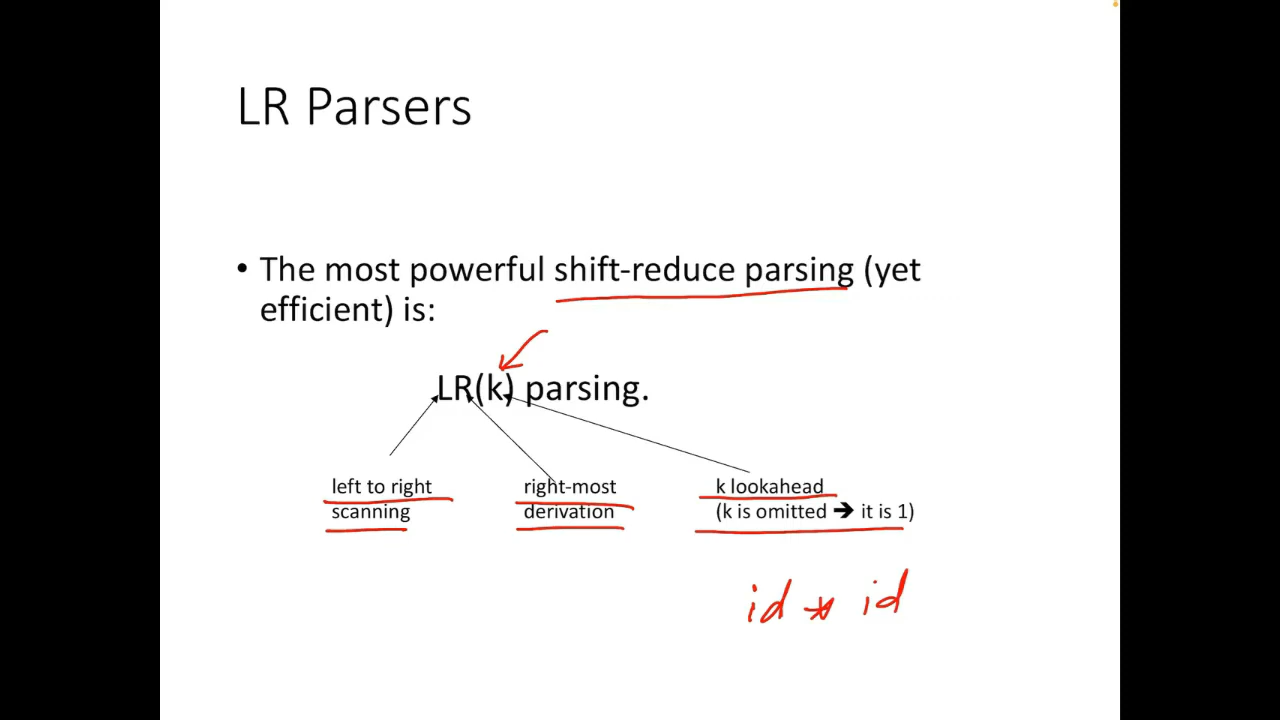 LR Parsers
• The most powerful shift-reduce parsing (yet
efficient) is:
LR(k) parsing.
left to right
scanning
right-most
derivation
k lookahead
(k is omitted 🡺 it is 1)
id * id